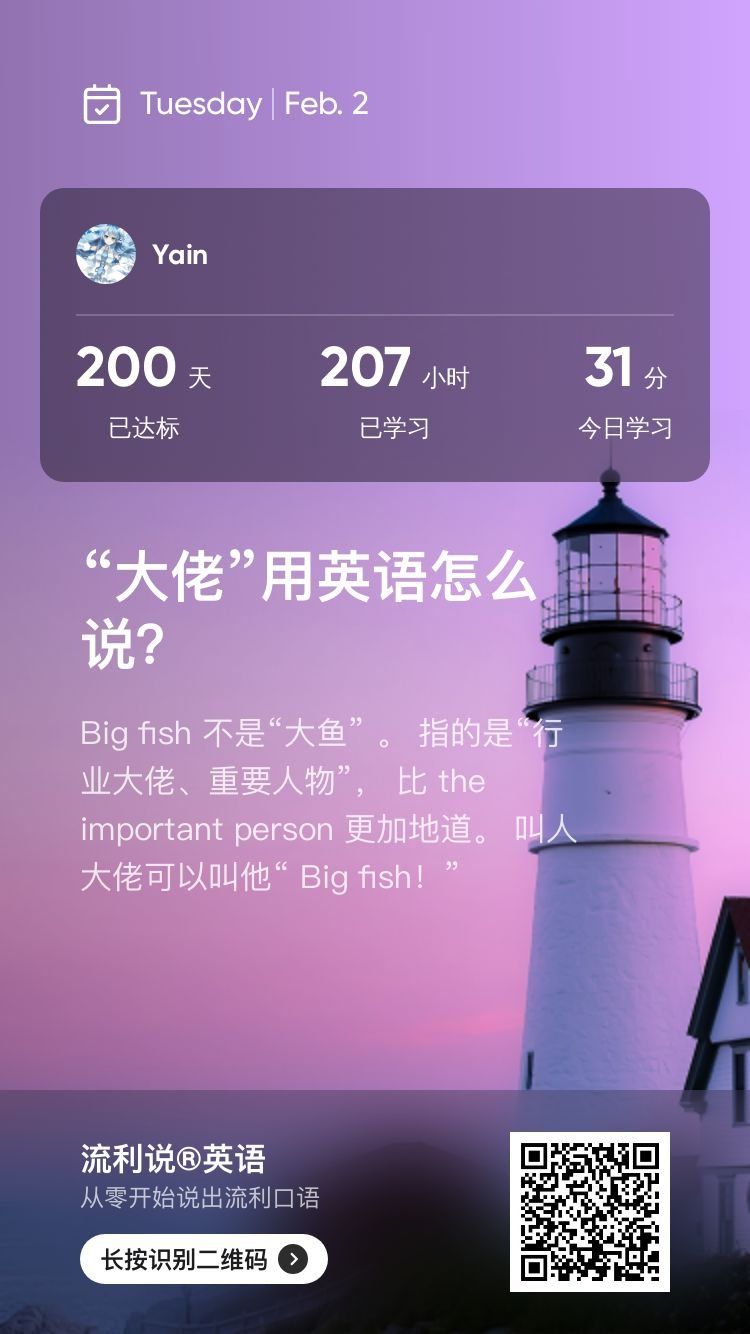 Tuesday | Feb. 2
Yain
200 天 207 小时 31 分
已达标 已学习 今日学习
“大佬”用英语怎么
说?
Big fish 不是“大鱼” 。 指的是“行
业大佬、重要人物”， 比 the
important person 更加地道。 叫人
大佬可以叫他“ Big fish！”
流利说®英语
从零开始说出流利口语
长按识别二维码